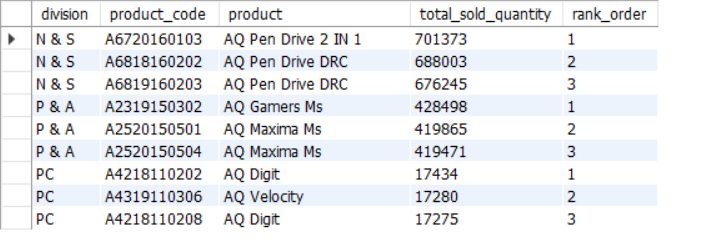 division product_code product total_sold_quantity rank_order
N & S A6720160103 AQ Pen Drive 2 IN 1 701373 1
N & S A6818160202 AQ Pen Drive DRC 688003 2
N & S A6819160203 AQ Pen Drive DRC 676245 3
P & A A2319150302 AQ Gamers Ms 428498 1
P & A A2520150501 AQ Maxima Ms 419865 2
P & A A2520150504 AQ Maxima Ms 419471 3
PC A4218110202 AQ Digit 17434 1
PC A4319110306 AQ Velocity 17280 2
PC A4218110208 AQ Digit 17275 3